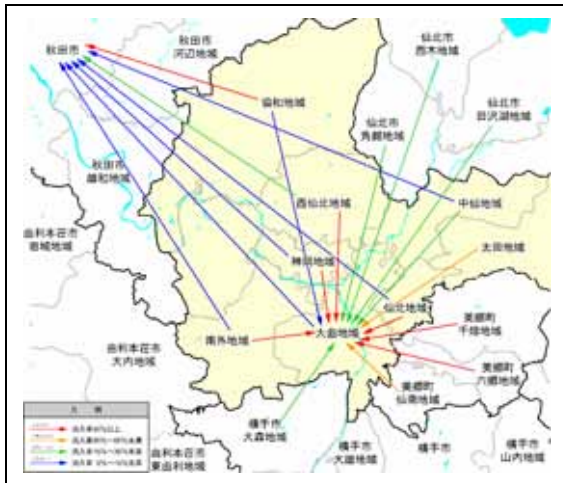 秋田市
秋田市
河辺地域
仙北市
西木地域
協和地域
仙北市
角館地域
仙北市
田沢湖地域
秋田市
雄和地域
西仙北地域
中仙地域
由利本荘市
岩城地域
太田地域
神岡地域
仙北地域
南外地域
大曲地域
美郷町
千畑地域
由利本荘市
大内地域
美郷町
六郷地域
美郷町
仙南地域
凡例
横手市
大森地域
横手市
大雄地域
横手市
横手市
山内地域
由利本荘市
東由利地域